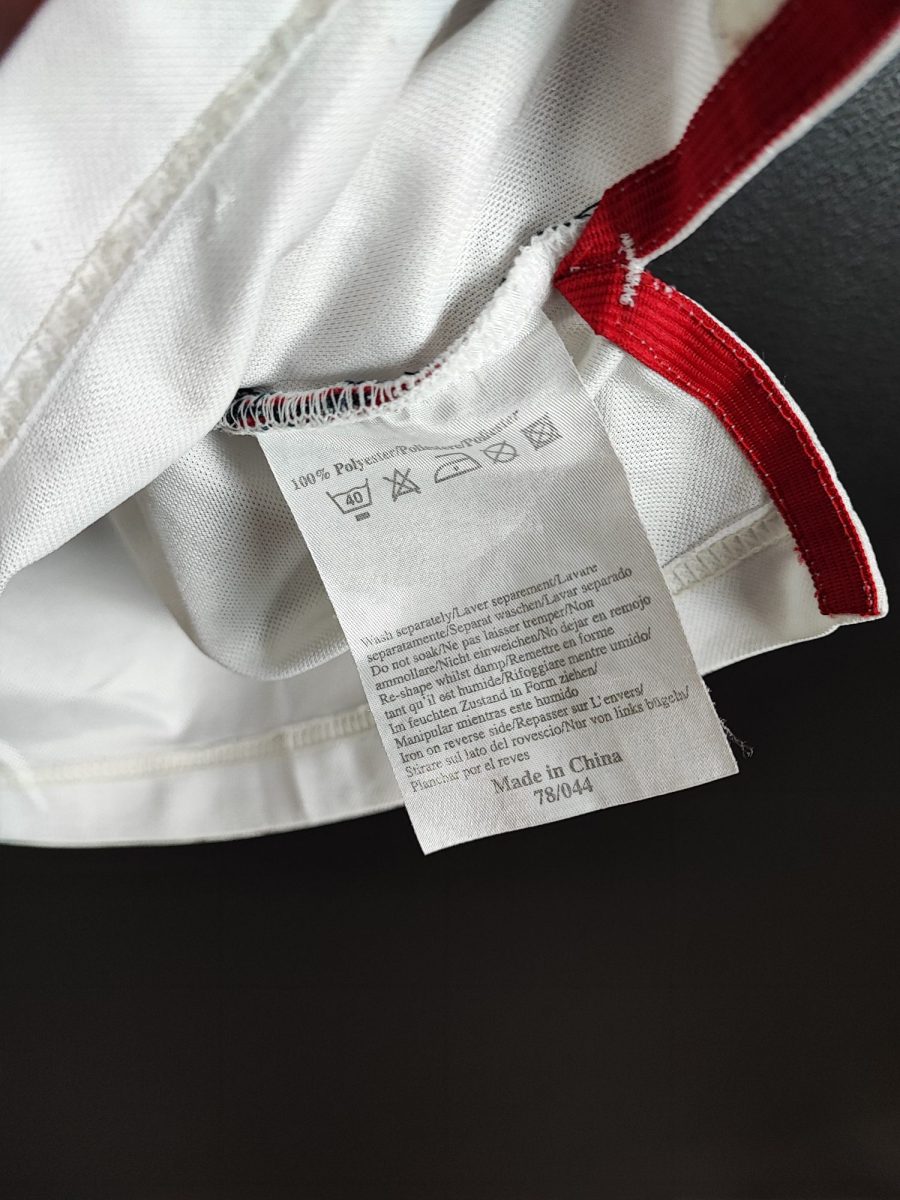 100% Polyester/Poliestere/Poliester
40
Wash separately/Laver separement/Lavare
separatamente/Separat waschen/Lavar separado
Do not soak/Ne pas laisser tremper/Non
ammollare/Nicht einweichen/No dejar en remojo
Re-shape whilst damp/Remettre en forme
tant qu'il est humide/Rifoggiare mentre umido/
Im feuchten Zustand in Form ziehen/
Manipular mientras este humido
Iron on reverse side/Repasser sur L'envers/
Stirare sul lato del rovescio/Nur von links bügeln/
Planchar por el reves
Made in China
78/044